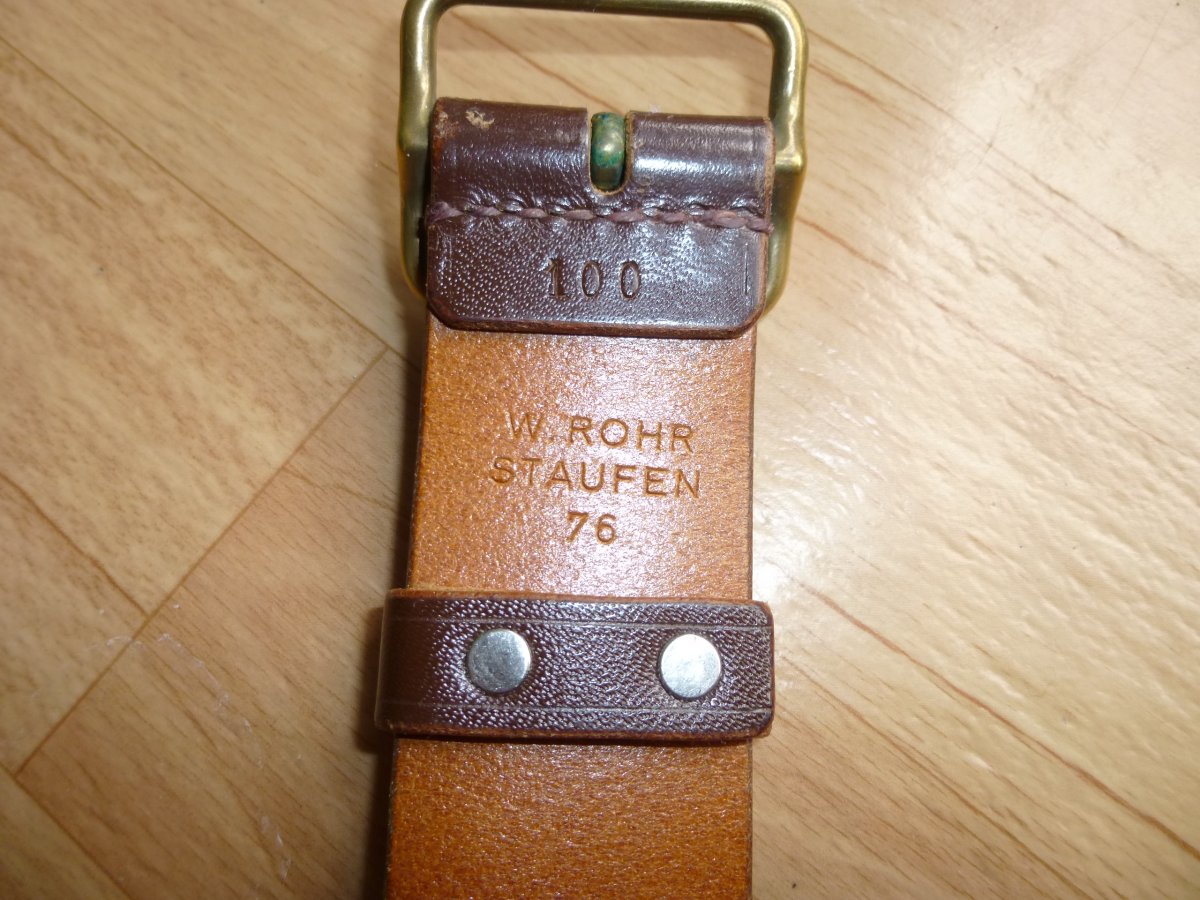 100
W. ROHR
STAUFEN
76